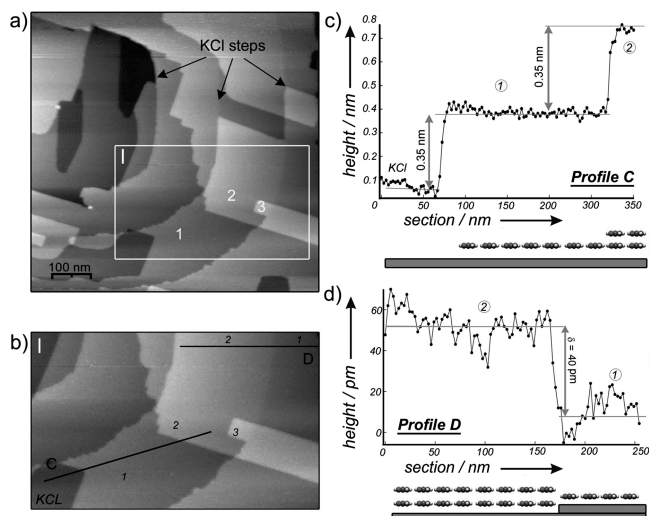 a)
KCl steps
I
2
3
1
100 nm
b)
I
2
1
D
2
3
C
1
KCL
c)
height / nm
0.8
0.7
0.6
0.5
0.4
0.3
0.2
0.1
0.35 nm
0.35 nm
1
2
KCl
Profile C
0
50
100
150
200
250
300
350
section / nm
d)
height / pm
60
40
20
0
2
δ = 40 pm
1
Profile D
0
50
100
150
200
250
section / nm